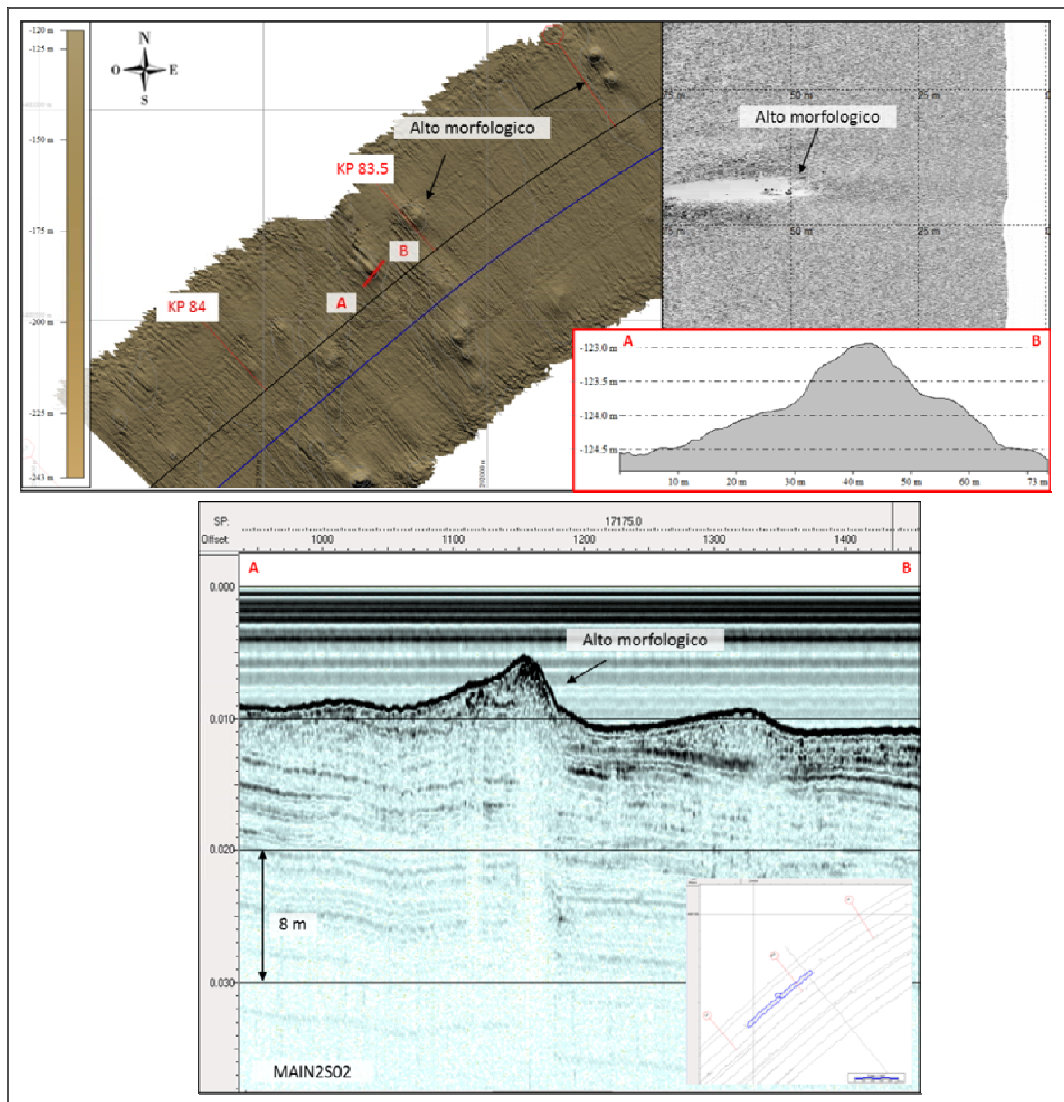 -120 m
-125 m
-150 m
-175 m
-200 m
-225 m
-243 m
N
O
E
S
Alto morfologico
KP 83.5
B
A
KP 84
25 m
50 m
Alto morfologico
50 m
25 m
A
B
-123.0 m
-123.5 m
-124.0 m
-124.5 m
10 m
20 m
30 m
40 m
50 m
60 m
73 m
SP:
17175.0
Offset:
1000
1100
1200
1300
1400
A
B
0.000
Alto morfologico
0.010
0.020
8 m
0.030
MAIN2S02